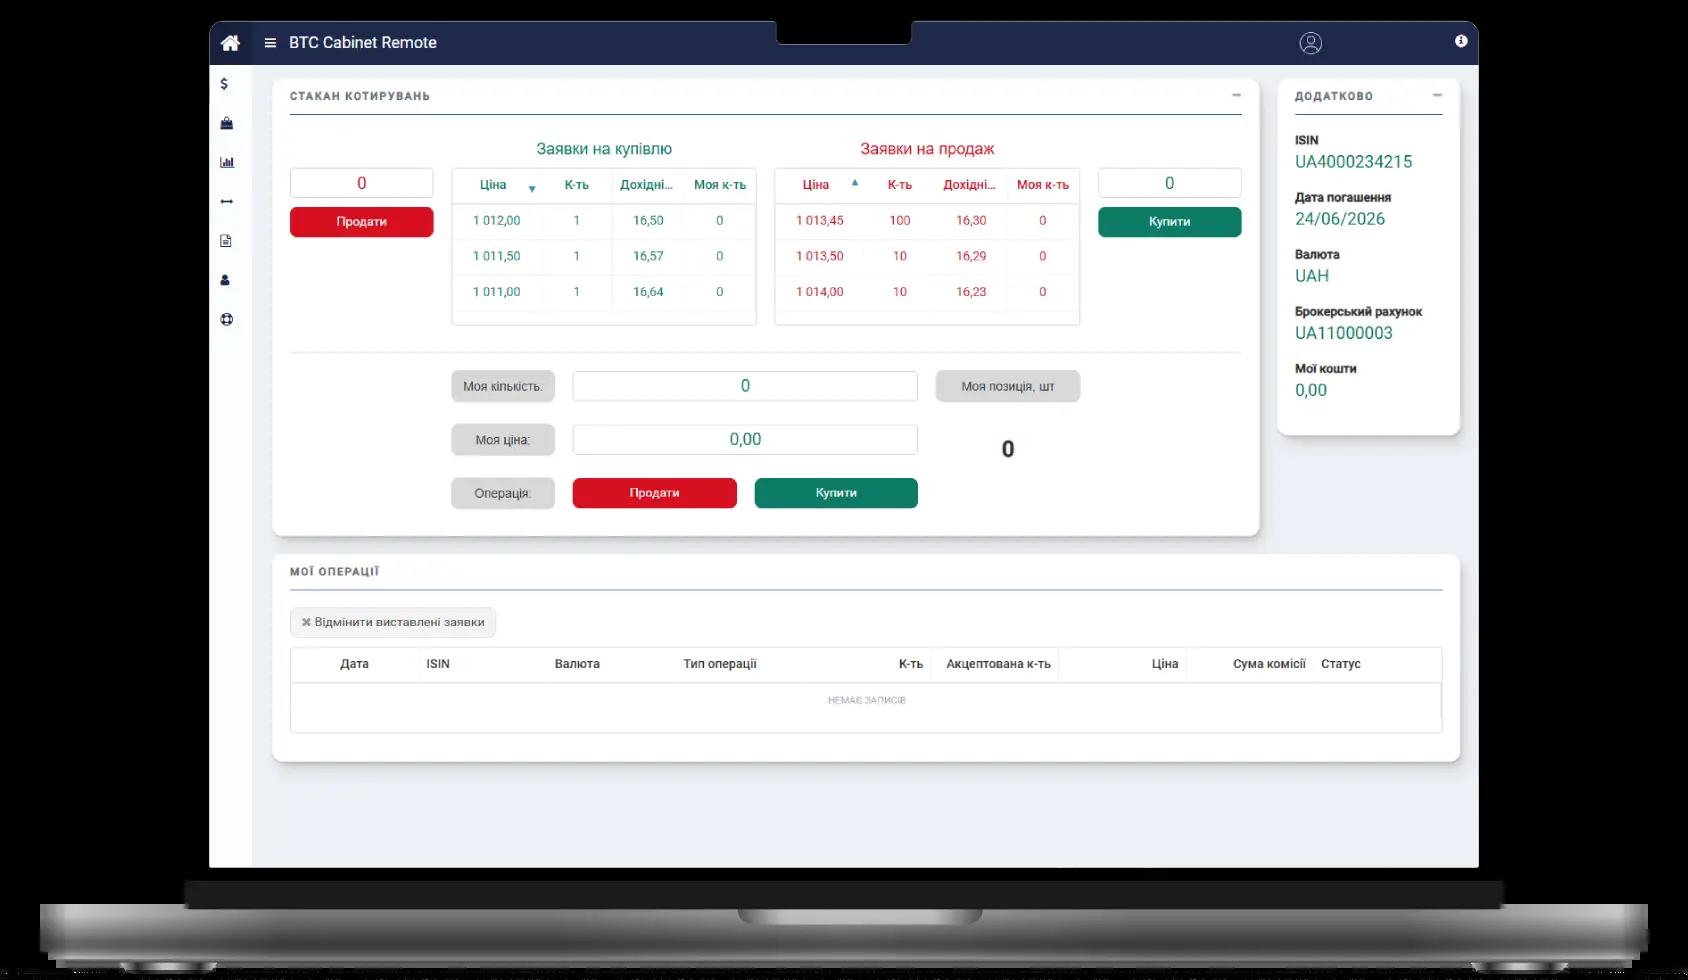 BTC Cabinet Remote
СТАКАН КОТИРУВАНЬ
Заявки на купівлю
Заявки на продаж
0
Продати
Ціна К-ть Дохідні... Моя к-ть
1 012,00 1 16,50 0
1 011,50 1 16,57 0
1 011,00 1 16,64 0
Ціна К-ть Дохідні... Моя к-ть
1 013,45 100 16,30 0
1 013,50 10 16,29 0
1 014,00 10 16,23 0
0
Купити
Моя кількість: 0 Моя позиція, шт
Моя ціна: 0,00 0
Операція: Продати Купити
ДОДАТКОВО
ISIN
UA4000234215
Дата погашення
24/06/2026
Валюта
UAH
Брокерський рахунок
UA11000003
Мої кошти
0,00
МОЇ ОПЕРАЦІЇ
Відмінити виставлені заявки
Дата ISIN Валюта Тип операції К-ть Акцептована к-ть Ціна Сума комісії Статус
НЕМАЄ ЗАПИСІВ